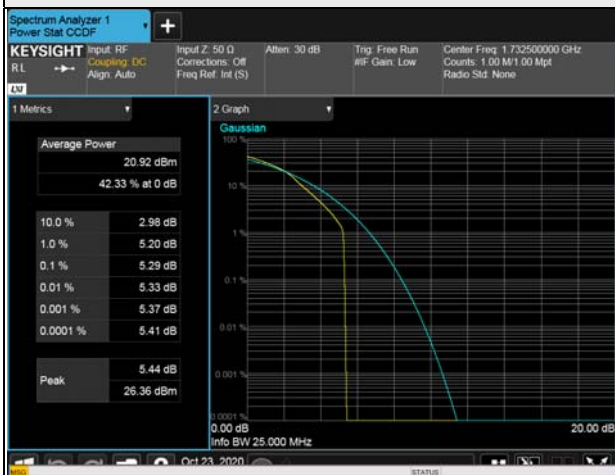 Spectrum Analyzer 1
Power Stat CCDF
KEYSIGHT
RL
LXI
Input: RF
Coupling: DC
Align: Auto
Input Z: 50 Ω
Corrections: Off
Freq Ref: Int (S)
Atten: 30 dB
Trig: Free Run
#IF Gain: Low
Center Freq: 1.732500000 GHz
Counts: 1.00 M/1.00 Mpt
Radio Std: None
1 Metrics
Average Power
20.92 dBm
42.33 % at 0 dB
10.0 % 2.98 dB
1.0 % 5.20 dB
0.1 % 5.29 dB
0.01 % 5.33 dB
0.001 % 5.37 dB
0.0001 % 5.41 dB
Peak
5.44 dB
26.36 dBm
2 Graph
Gaussian
100 %
10 %
1 %
0.1 %
0.01 %
0.001 %
0.0001 %
0.00 dB 20.00 dB
Info BW 25.000 MHz
Oct 23, 2020
MSG
STATUS